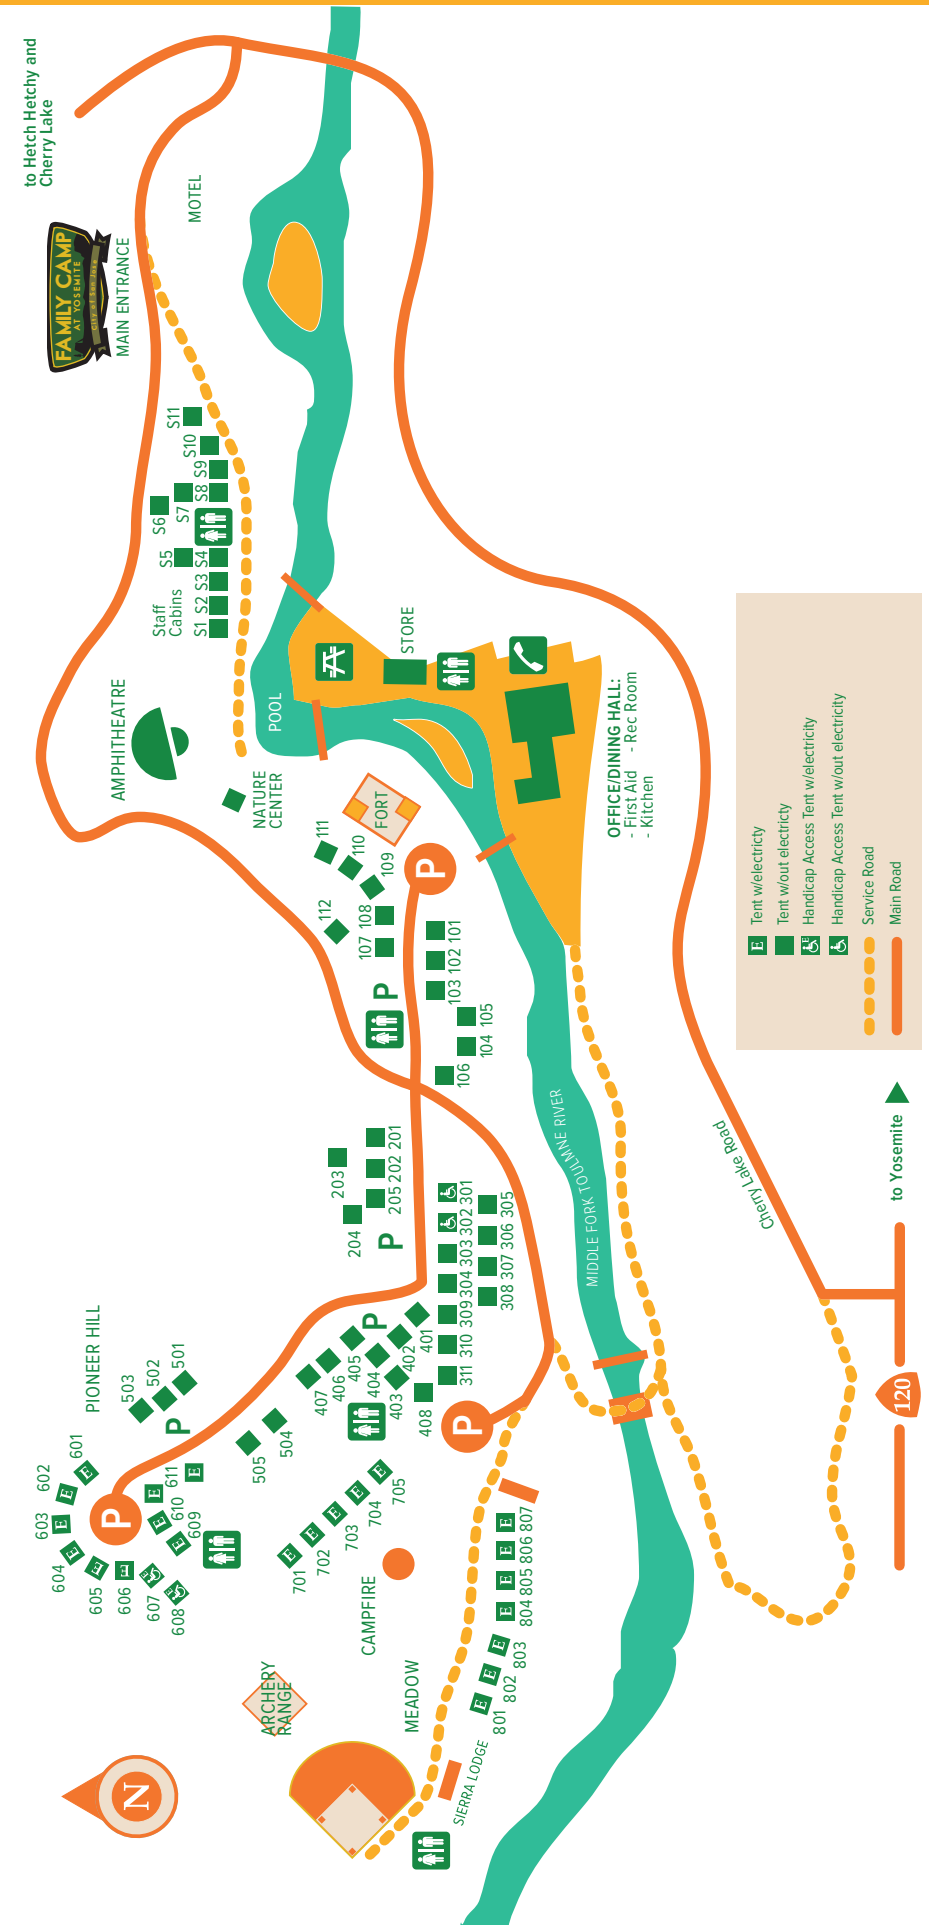 to Hetch Hetchy and
Cherry Lake
FAMILY CAMP
AT YOSEMITE
City of San Jose
MAIN ENTRANCE
MOTEL
S11
S10
S9
S8
S7
S6
S5
S4
S3
S2
S1
Staff
Cabins
AMPHITHEATRE
NATURE
CENTER
POOL
STORE
OFFICE/DINING HALL:
- First Aid - Rec Room
- Kitchen
FORT
P
111
110
109
112
108
107
P
101
102
103
105
104
106
201
202
205
203
204
P
301
302
303
304
309
310
311
305
306
307
308
P
401
402
403
404
405
406
407
408
P
PIONEER HILL
501
502
503
504
505
P
601
602
603
604
605
606
607
608
609
610
611
E
E
E
E
E
E
E
E
E
E
E
P
701
702
703
704
705
E
E
E
E
E
CAMPFIRE
ARCHERY
RANGE
MEADOW
SIERRA LODGE
801
802
803
804
805
806
807
E
E
E
E
E
E
E
N
MIDDLE FORK TOULMNE RIVER
Cherry Lake Road
to Yosemite
120
E Tent w/electricty
Tent w/out electricty
E Handicap Access Tent w/electricity
Handicap Access Tent w/out electricity
Service Road
Main Road